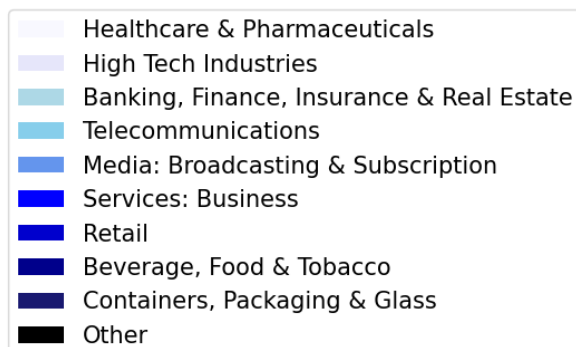 Healthcare & Pharmaceuticals
High Tech Industries
Banking, Finance, Insurance & Real Estate
Telecommunications
Media: Broadcasting & Subscription
Services: Business
Retail
Beverage, Food & Tobacco
Containers, Packaging & Glass
Other